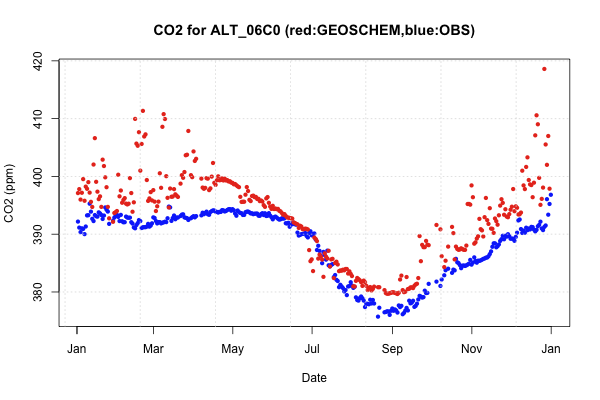 CO2 for ALT_06C0 (red:GEOSCHEM,blue:OBS)
420
410
400
390
380
CO2 (ppm)
Jan Mar May Jul Sep Nov Jan
Date